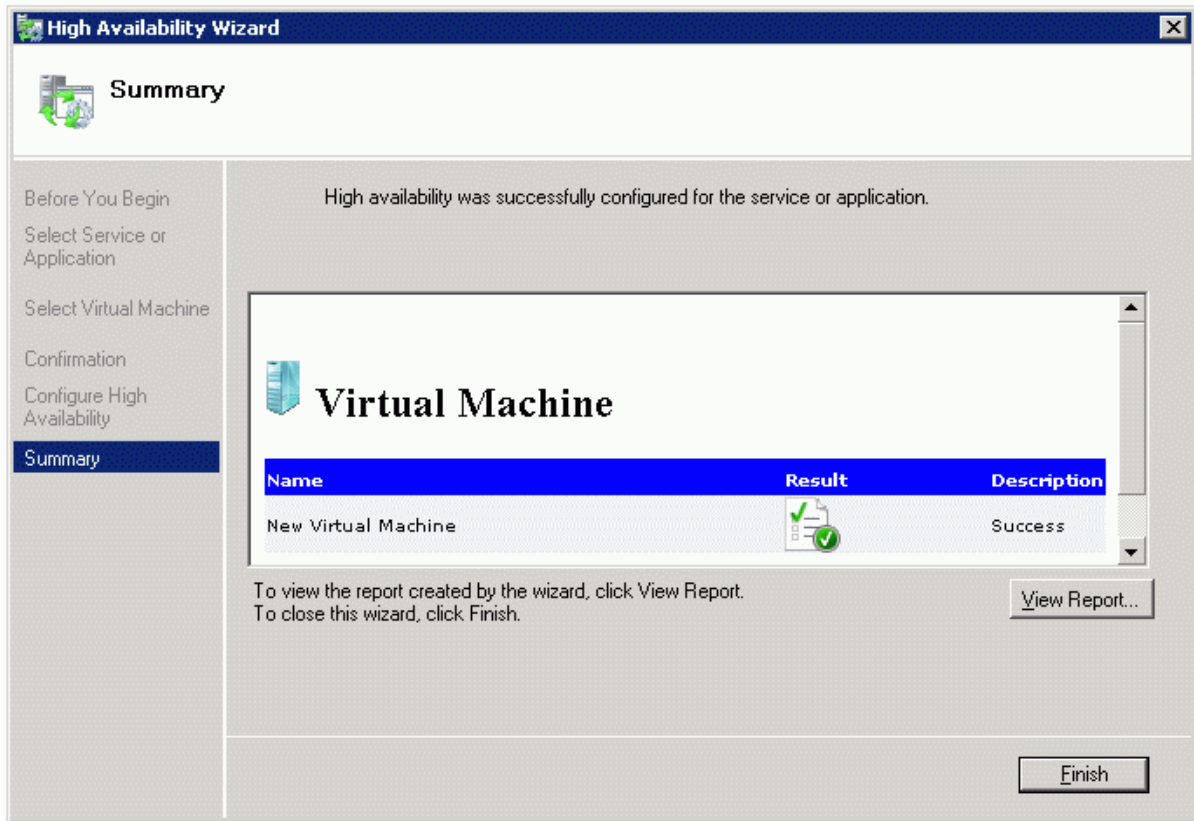 High Availability Wizard
Summary
Before You Begin
Select Service or
Application
Select Virtual Machine
Confirmation
Configure High
Availability
Summary
High availability was successfully configured for the service or application.
Virtual Machine
Name Result Description
New Virtual Machine Success
To view the report created by the wizard, click View Report.
To close this wizard, click Finish.
View Report...
Finish